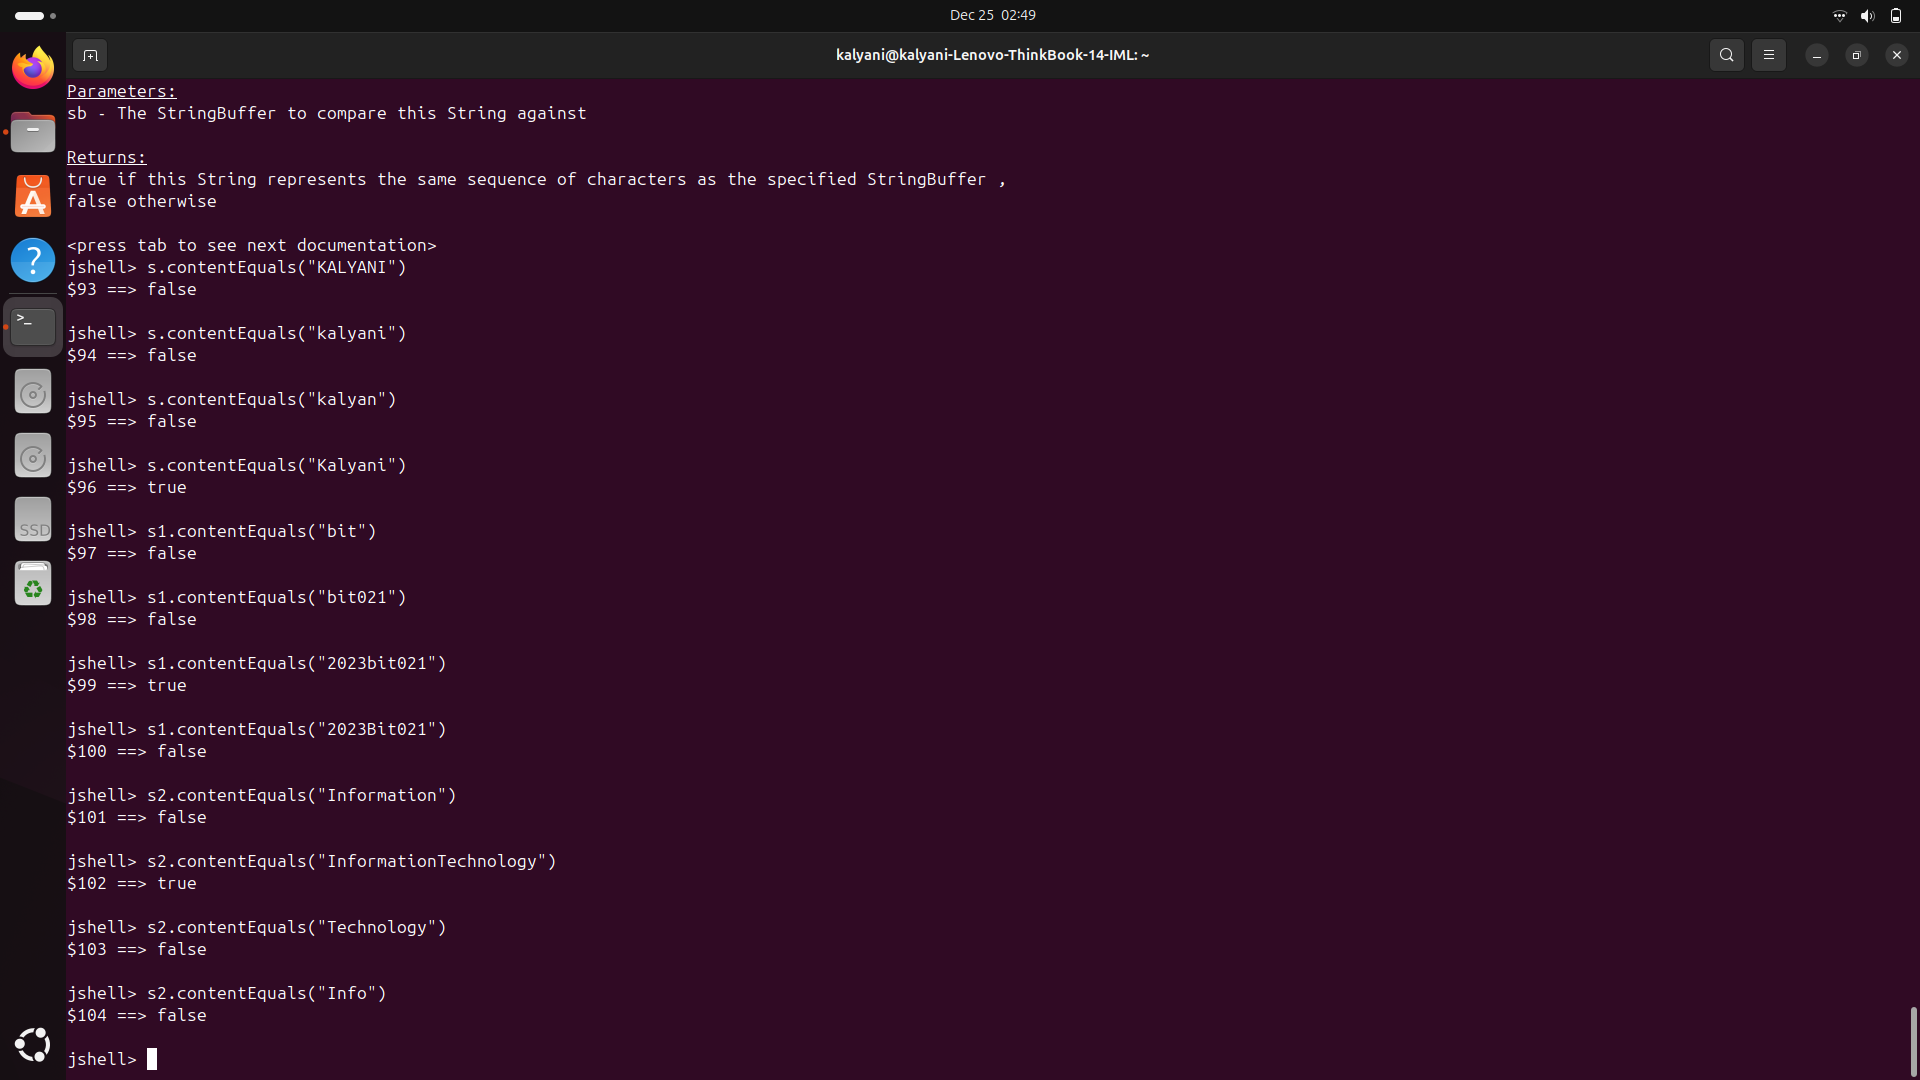 Dec 25 02:49
kalyani@kalyani-Lenovo-ThinkBook-14-IML: ~
Parameters:
sb - The StringBuffer to compare this String against
Returns:
true if this String represents the same sequence of characters as the specified StringBuffer ,
false otherwise
<press tab to see next documentation>
jshell> s.contentEquals("KALYANI")
$93 ==> false
jshell> s.contentEquals("kalyani")
$94 ==> false
jshell> s.contentEquals("kalyan")
$95 ==> false
jshell> s.contentEquals("Kalyani")
$96 ==> true
jshell> s1.contentEquals("bit")
$97 ==> false
jshell> s1.contentEquals("bit021")
$98 ==> false
jshell> s1.contentEquals("2023bit021")
$99 ==> true
jshell> s1.contentEquals("2023Bit021")
$100 ==> false
jshell> s2.contentEquals("Information")
$101 ==> false
jshell> s2.contentEquals("InformationTechnology")
$102 ==> true
jshell> s2.contentEquals("Technology")
$103 ==> false
jshell> s2.contentEquals("Info")
$104 ==> false
jshell>
>_
SSD